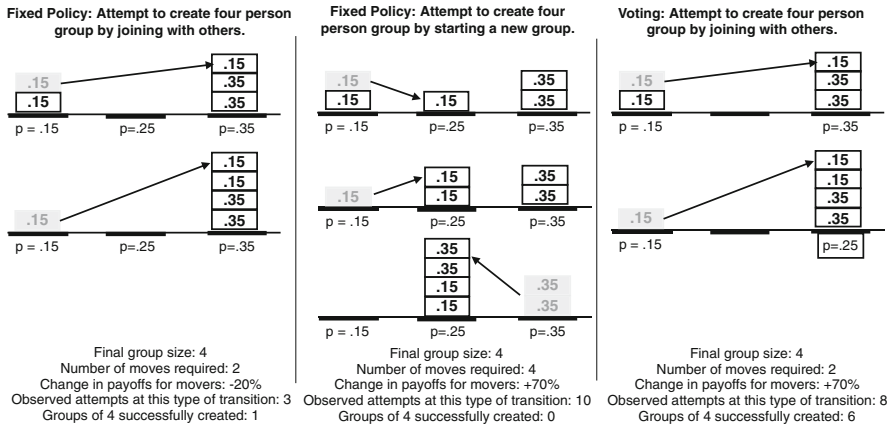 Fixed Policy: Attempt to create four person
group by joining with others.
.15
.15
.15
.35
.35
p = .15
p=.25
p=.35
.15
.15
.15
.35
.35
p = .15
p=.25
p=.35
Final group size: 4
Number of moves required: 2
Change in payoffs for movers: -20%
Observed attempts at this type of transition: 3
Groups of 4 successfully created: 1
Fixed Policy: Attempt to create four
person group by starting a new group.
.15
.15
.15
.35
.35
p = .15
p=.25
p=.35
.15
.15
.15
.35
.35
p = .15
p=.25
p=.35
.35
.35
.15
.15
.35
.35
p = .15
p=.25
p=.35
Final group size: 4
Number of moves required: 4
Change in payoffs for movers: +70%
Observed attempts at this type of transition: 10
Groups of 4 successfully created: 0
Voting: Attempt to create four person
group by joining with others.
.15
.15
.15
.35
.35
p = .15
p=.35
.15
.15
.15
.35
.35
p = .15
p=.25
Final group size: 4
Number of moves required: 2
Change in payoffs for movers: +70%
Observed attempts at this type of transition: 8
Groups of 4 successfully created: 6